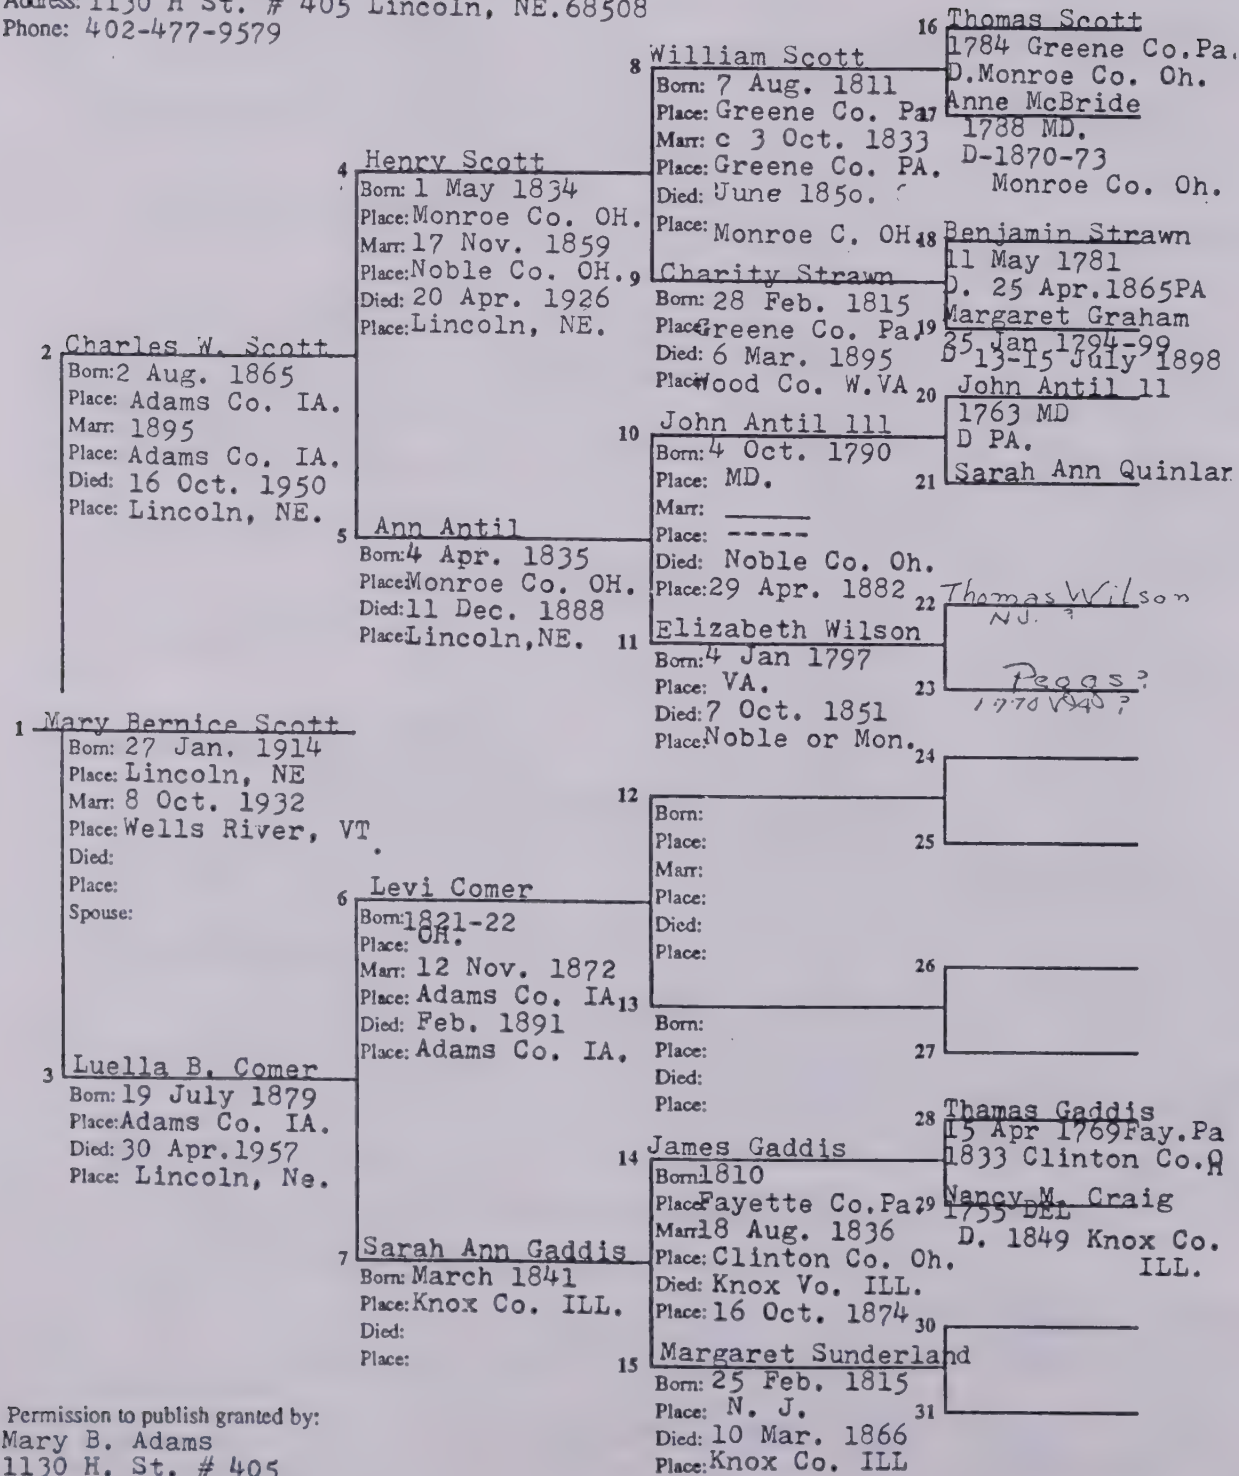 Address: 1130 H St. # 405 Lincoln, NE.68508
Phone: 402-477-9579
16 Thomas Scott
1784 Greene Co.Pa.
D.Monroe Co. Oh.
8 William Scott
Born: 7 Aug. 1811
Place: Greene Co. Pa
Marr: c 3 Oct. 1833
Place: Greene Co. PA.
Died: June 1850.
Place: Monroe C. OH.
17 Anne McBride
1788 MD.
D-1870-73
Monroe Co. Oh.
4 Henry Scott
Born: 1 May 1834
Place: Monroe Co. OH.
Marr: 17 Nov. 1859
Place: Noble Co. OH.
Died: 20 Apr. 1926
Place: Lincoln, NE.
18 Benjamin Strawn
11 May 1781
D. 25 Apr.1865PA
9 Charity Strawn
Born: 28 Feb. 1815
Place: Greene Co. Pa.
Died: 6 Mar. 1895
Place: Wood Co. W.VA
19 Margaret Graham
25 Jan 1794-99
D 13-15 July 1898
2 Charles W. Scott
Born: 2 Aug. 1865
Place: Adams Co. IA.
Marr: 1895
Place: Adams Co. IA.
Died: 16 Oct. 1950
Place: Lincoln, NE.
20 John Antil 11
1763 MD
D PA.
10 John Antil 111
Born: 4 Oct. 1790
Place: MD.
Marr:
Place: -----
Died: Noble Co. Oh.
Place: 29 Apr. 1882
21 Sarah Ann Quinlar
5 Ann Antil
Born: 4 Apr. 1835
Place: Monroe Co. OH.
Died: 11 Dec. 1888
Place: Lincoln,NE.
22 Thomas Wilson
N.J. ?
11 Elizabeth Wilson
Born: 4 Jan 1797
Place: VA.
Died: 7 Oct. 1851
Place: Noble or Mon.
23 Peggs?
1770 ?
1 Mary Bernice Scott
Born: 27 Jan. 1914
Place: Lincoln, NE
Marr: 8 Oct. 1932
Place: Wells River, VT.
Died:
Place:
Spouse:
24
12
Born:
Place:
Marr:
Place:
Died:
Place:
25
6 Levi Comer
Born: 1821-22
Place: OH.
Marr: 12 Nov. 1872
Place: Adams Co. IA
Died: Feb. 1891
Place: Adams Co. IA.
26
13
Born:
Place:
Died:
Place:
27
3 Luella B. Comer
Born: 19 July 1879
Place: Adams Co. IA.
Died: 30 Apr.1957
Place: Lincoln, Ne.
28 Thamas Gaddis
15 Apr 1769Fay.Pa
1833 Clinton Co.
14 James Gaddis
Born: 1810
Place: Fayette Co.Pa.
Marr: 18 Aug. 1836
Place: Clinton Co. Oh.
Died: Knox Vo. ILL.
Place: 16 Oct. 1874
29 Nancy M. Craig
1755 DEL
D. 1849 Knox Co.
ILL.
7 Sarah Ann Gaddis
Born: March 1841
Place: Knox Co. ILL.
Died:
Place:
30
15 Margaret Sunderland
Born: 25 Feb. 1815
Place: N. J.
Died: 10 Mar. 1866
Place: Knox Co. ILL
31
Permission to publish granted by:
Mary B. Adams
1130 H. St. # 405